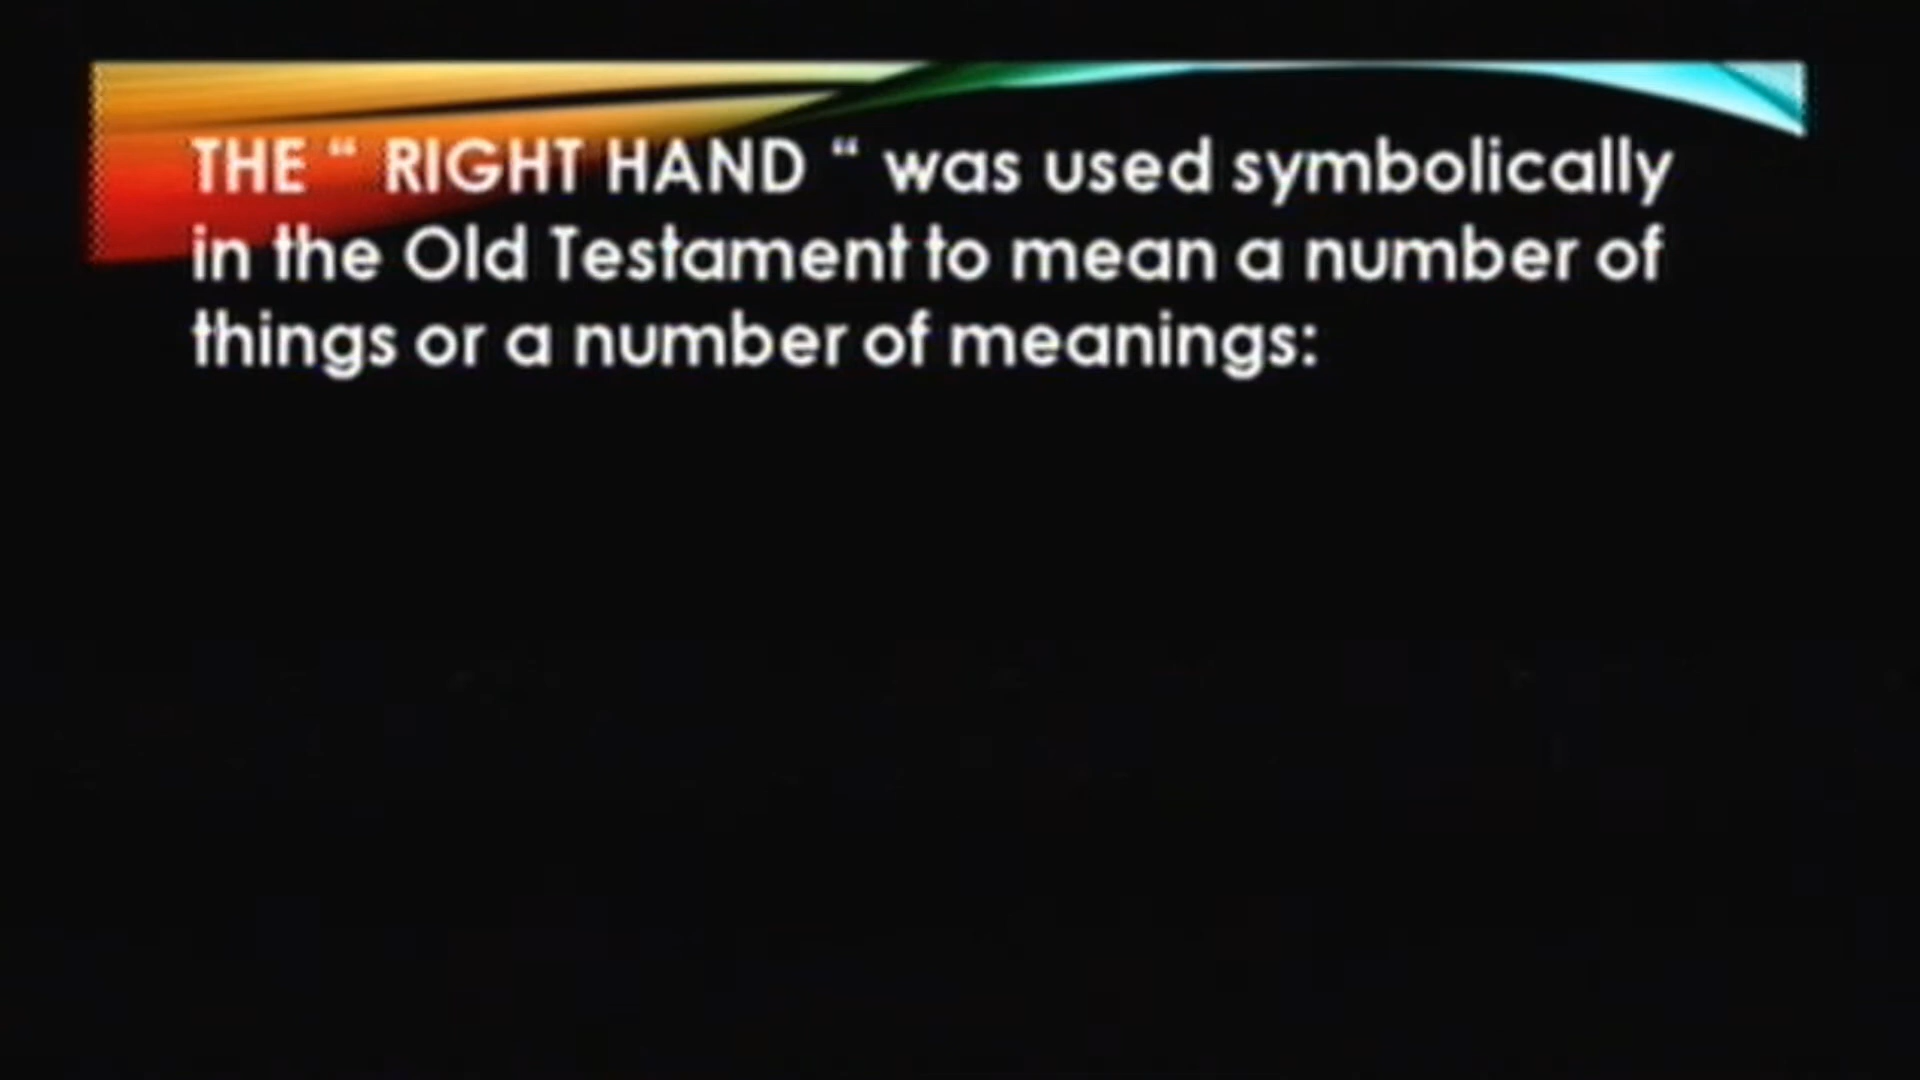 THE “ RIGHT HAND “ was used symbolically
in the Old Testament to mean a number of
things or a number of meanings: